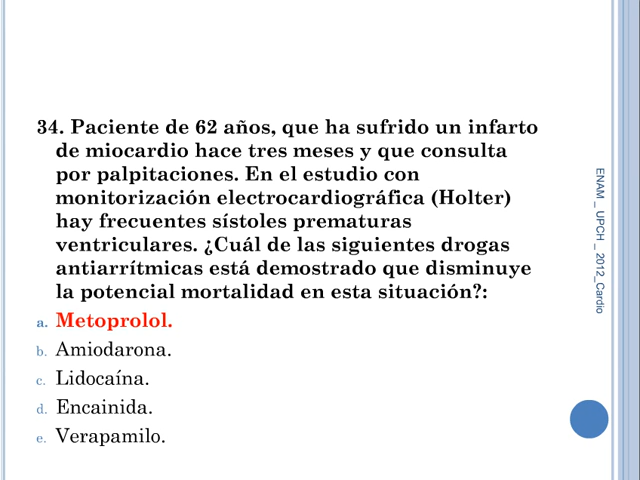 34. Paciente de 62 años, que ha sufrido un infarto
de miocardio hace tres meses y que consulta
por palpitaciones. En el estudio con
monitorización electrocardiográfica (Holter)
hay frecuentes sístoles prematuras
ventriculares. ¿Cuál de las siguientes drogas
antiarrítmicas está demostrado que disminuye
la potencial mortalidad en esta situación?:
a. Metoprolol.
b. Amiodarona.
c. Lidocaína.
d. Encainida.
e. Verapamilo.
ENAM _ UPCH _ 2012_Cardio